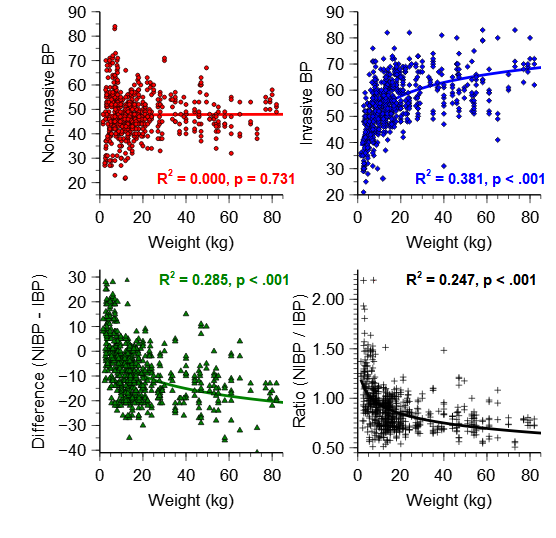 Non-Invasive BP
90
80
70
60
50
40
30
20
R² = 0.000, p = 0.731
0 20 40 60 80
Weight (kg)
Invasive BP
90
80
70
60
50
40
30
20
R² = 0.381, p < .001
0 20 40 60 80
Weight (kg)
Difference (NIBP - IBP)
30
20
10
0
−10
−20
−30
−40
R² = 0.285, p < .001
0 20 40 60 80
Weight (kg)
Ratio (NIBP / IBP)
2.00
1.50
1.00
0.50
R² = 0.247, p < .001
0 20 40 60 80
Weight (kg)